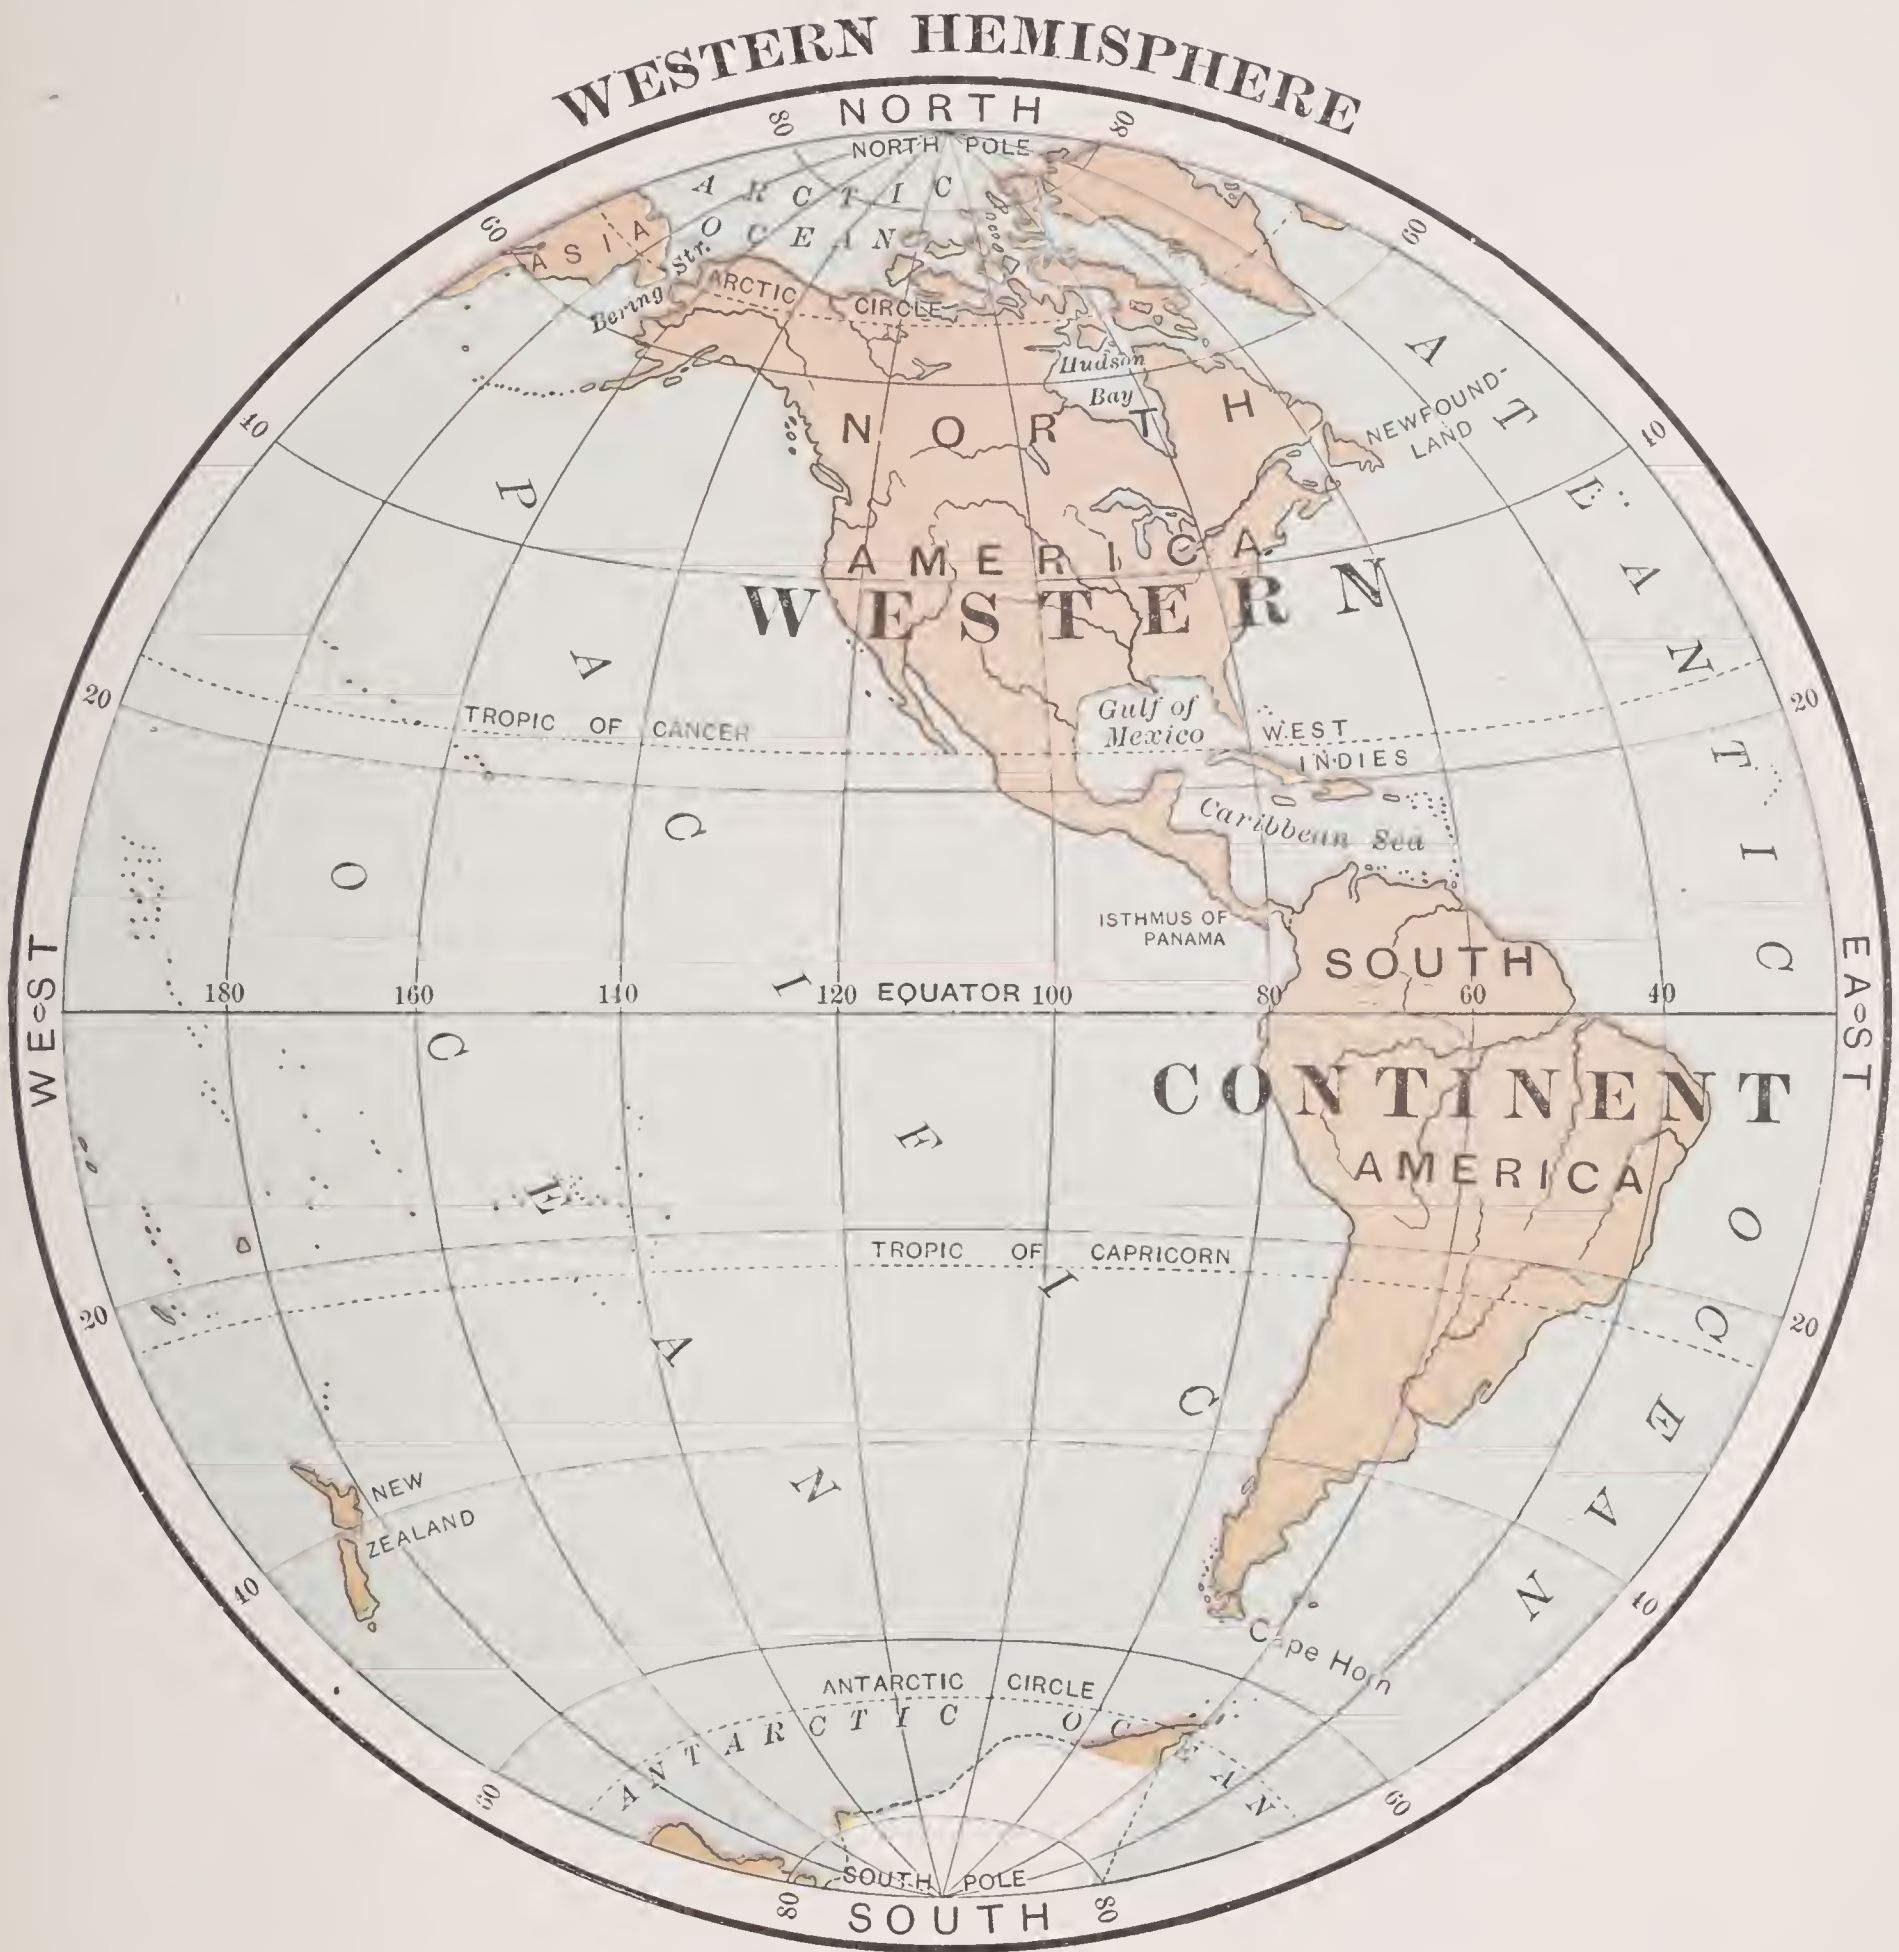 WESTERN HEMISPHERE
NORTH
80 80
NORTH POLE
ARCTIC
OCEAN
60 60
ASIA
Bering Str.
ARCTIC CIRCLE
Hudson
Bay
NEWFOUND-
LAND
40 40
NORTH
AMERICA
WESTERN
ATLANTIC OCEAN
PACIFIC
OCEAN
20 20
TROPIC OF CANCER
Gulf of
Mexico
WEST
INDIES
Caribbean Sea
ISTHMUS OF
PANAMA
WEST
EAST
SOUTH
180 160 140 120 EQUATOR 100 80 60 40
CONTINENT
AMERICA
TROPIC OF CAPRICORN
20 20
NEW
ZEALAND
40 40
Cape Horn
ANTARCTIC CIRCLE
ANTARCTIC OCEAN
60 60
SOUTH POLE
80 80
SOUTH